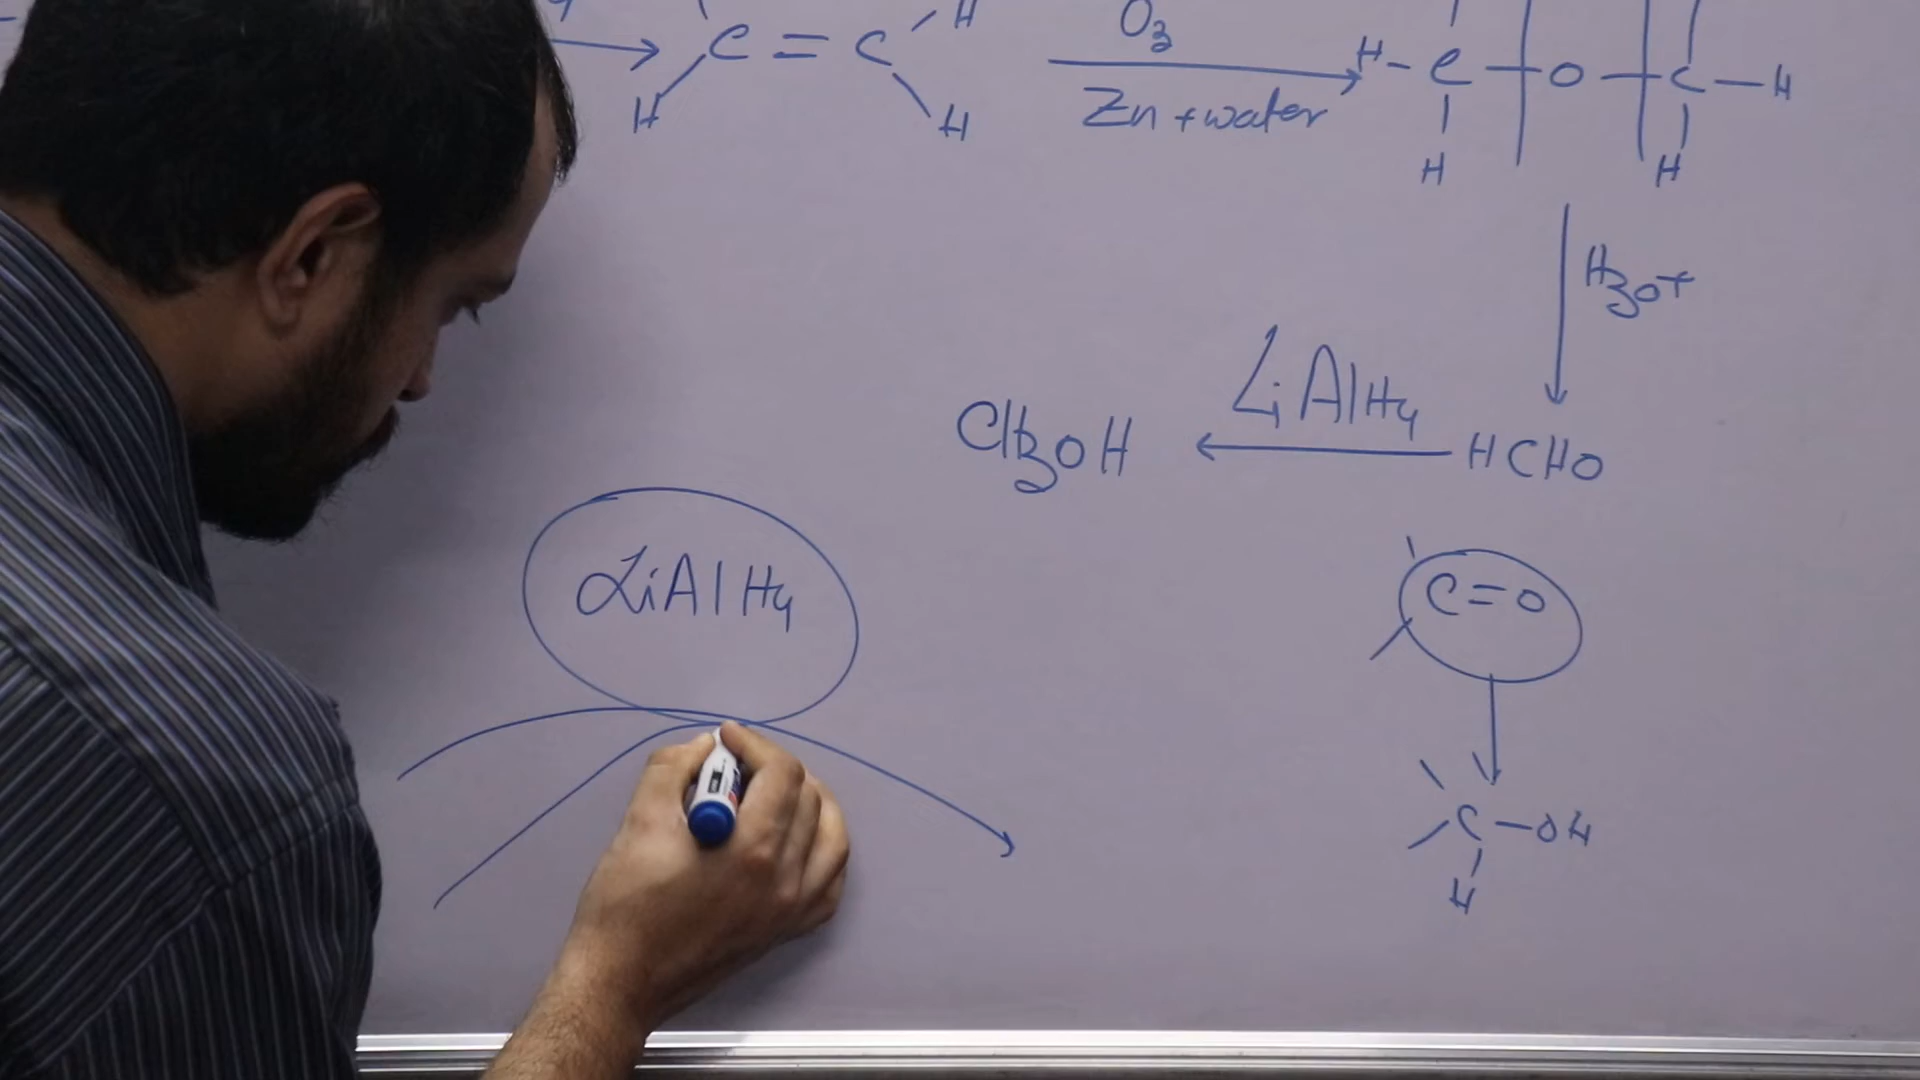 H
C = C
H
H
O3
Zn + water
H - C - O - C - H
H
H
H3O+
LiAlH4
CH3OH
HCHO
LiAlH4
C=O
C - OH
H